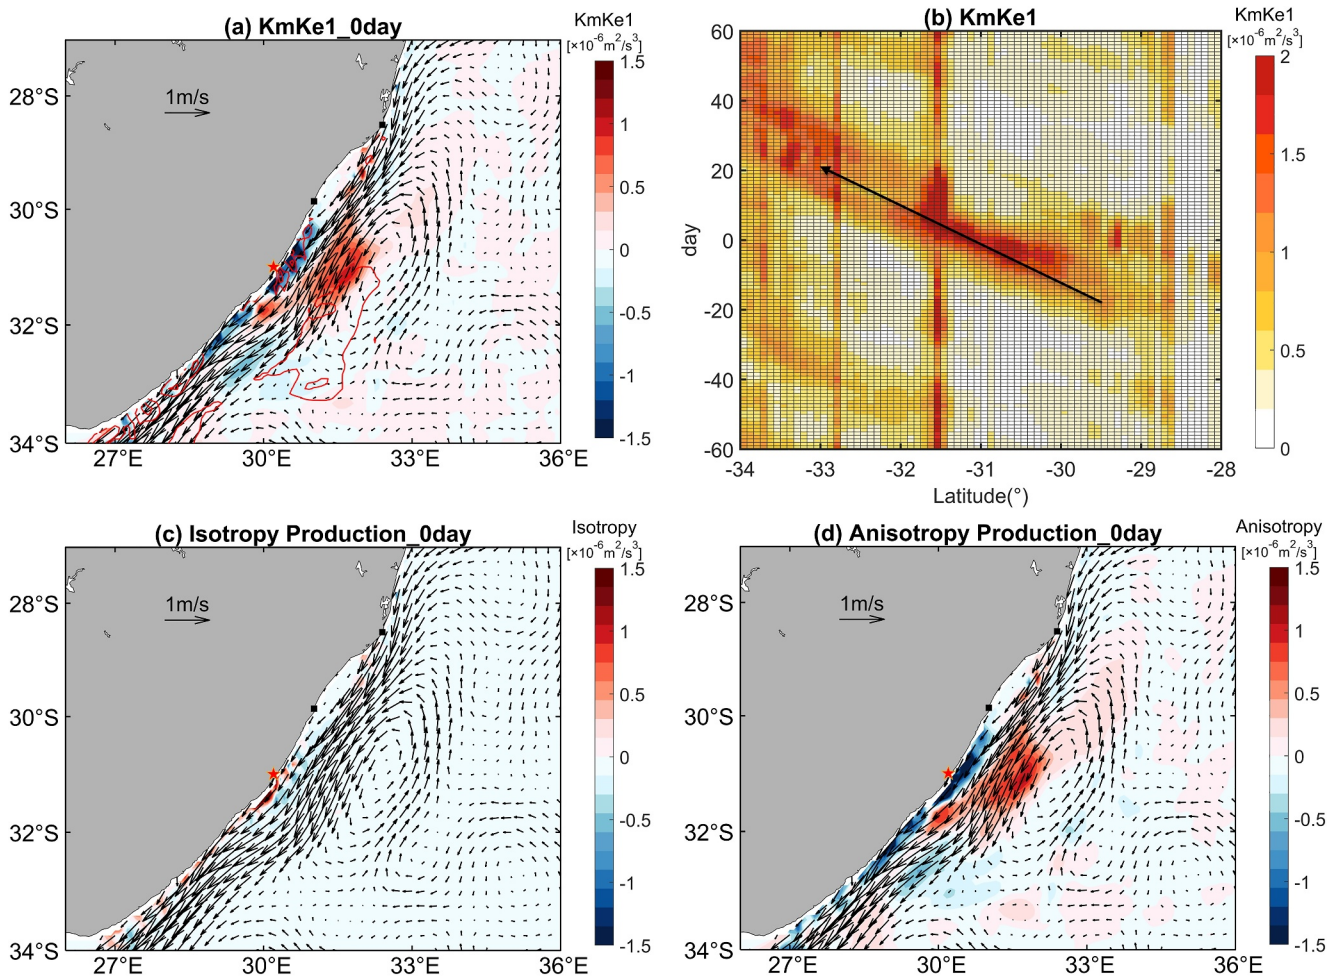 (a) KmKe1_0day
KmKe1
[×10⁻⁶m²/s³]
1m/s
28°S
30°S
32°S
34°S
27°E
30°E
33°E
36°E
1.5
1
0.5
0
-0.5
-1
-1.5
(b) KmKe1
KmKe1
[×10⁻⁶m²/s³]
day
60
40
20
0
-20
-40
-60
-34
-33
-32
-31
-30
-29
-28
Latitude(°)
2
1.5
1
0.5
0
(c) Isotropy Production_0day
Isotropy
[×10⁻⁶m²/s³]
1m/s
28°S
30°S
32°S
34°S
27°E
30°E
33°E
36°E
1.5
1
0.5
0
-0.5
-1
-1.5
(d) Anisotropy Production_0day
Anisotropy
[×10⁻⁶m²/s³]
1m/s
28°S
30°S
32°S
34°S
27°E
30°E
33°E
36°E
1.5
1
0.5
0
-0.5
-1
-1.5